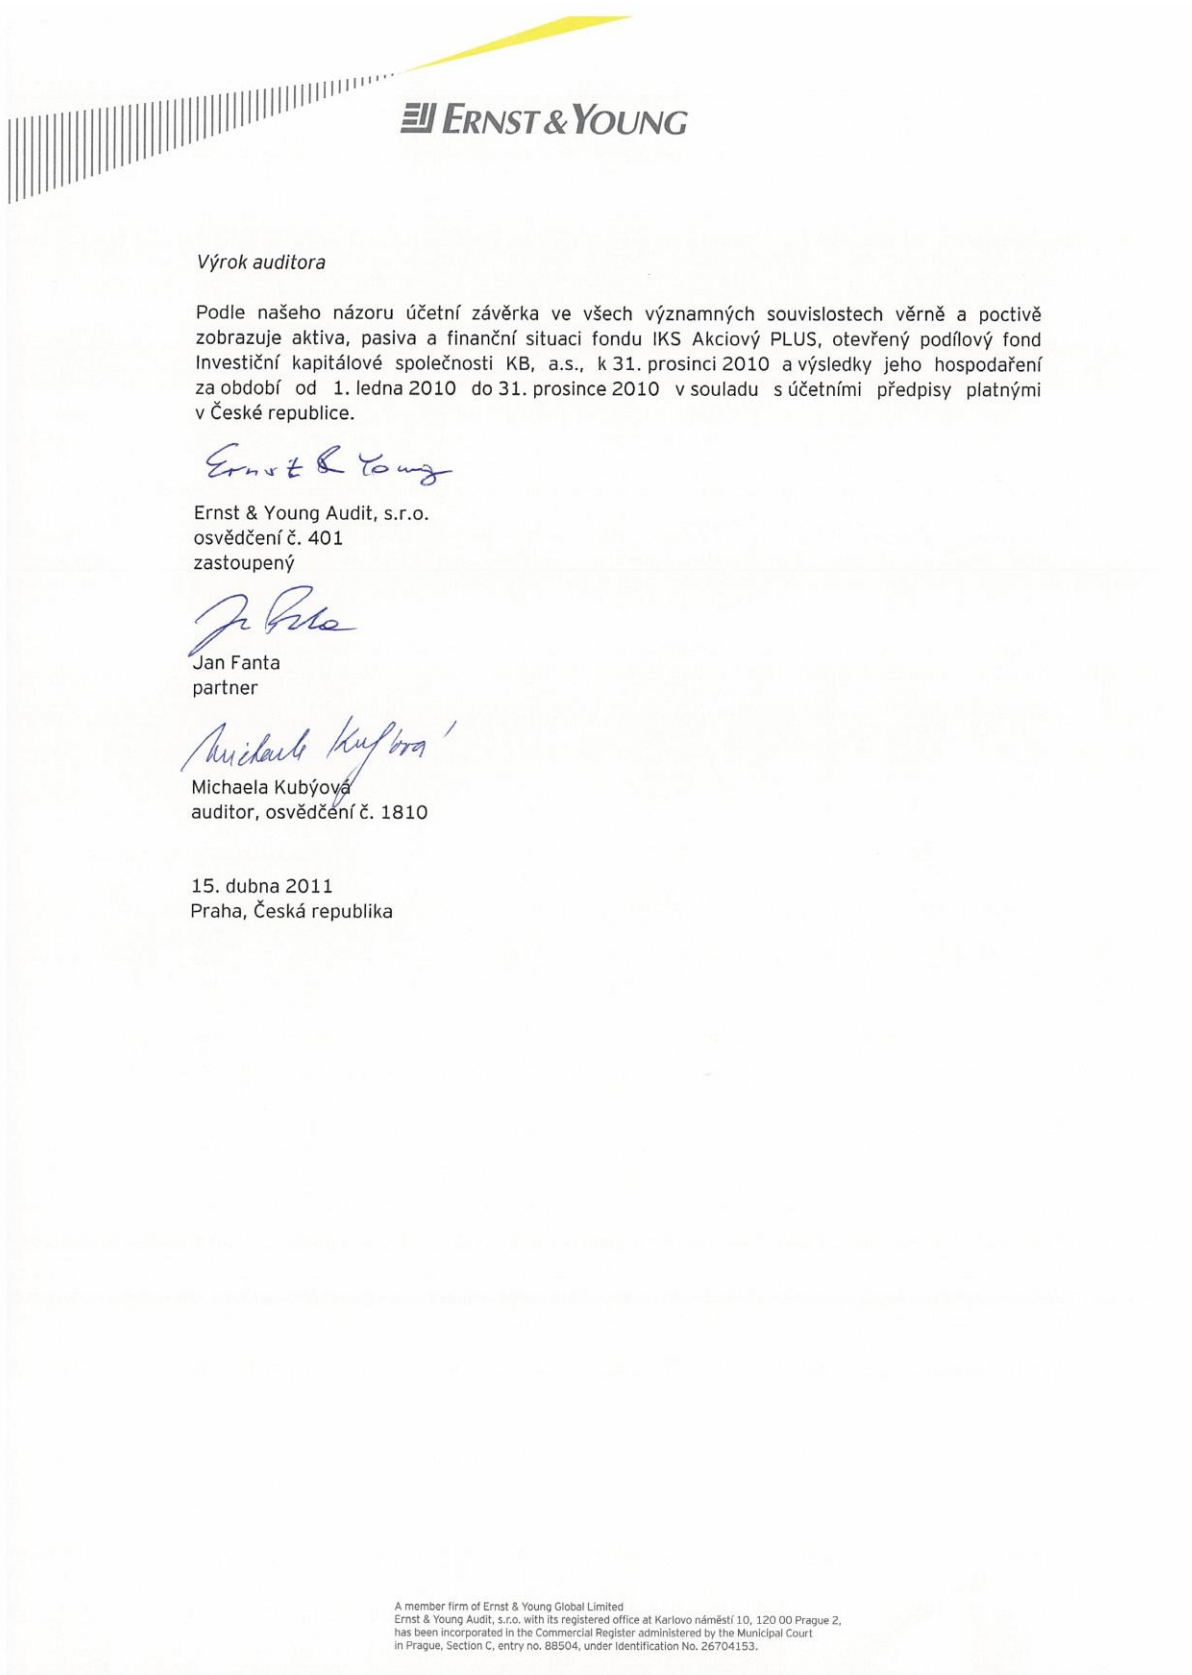 ERNST & YOUNG
Výrok auditora
Podle našeho názoru účetní závěrka ve všech významných souvislostech věrně a poctivě
zobrazuje aktiva, pasiva a finanční situaci fondu IKS Akciový PLUS, otevřený podílový fond
Investiční kapitálové společnosti KB, a.s., k 31. prosinci 2010 a výsledky jeho hospodaření
za období od 1. ledna 2010 do 31. prosince 2010 v souladu s účetními předpisy platnými
v České republice.
Ernst & Young
Ernst & Young Audit, s.r.o.
osvědčení č. 401
zastoupený
Jan Fanta
partner
Michaela Kubýová
auditor, osvědčení č. 1810
15. dubna 2011
Praha, Česká republika
A member firm of Ernst & Young Global Limited
Ernst & Young Audit, s.r.o. with its registered office at Karlovo náměstí 10, 120 00 Prague 2,
has been incorporated in the Commercial Register administered by the Municipal Court
in Prague, Section C, entry no. 88504, under Identification No. 26704153.